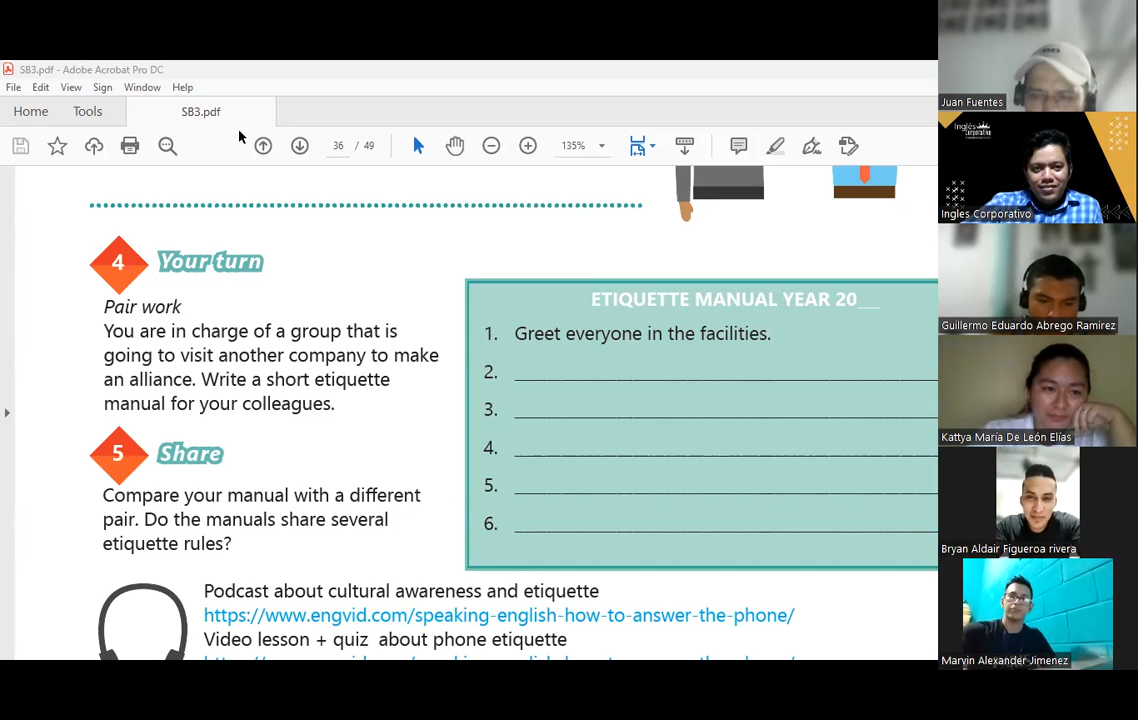 SB3.pdf - Adobe Acrobat Pro DC
File Edit View Sign Window Help
Home Tools SB3.pdf
36 / 49 135%
4 Your turn
Pair work
You are in charge of a group that is
going to visit another company to make
an alliance. Write a short etiquette
manual for your colleagues.
5 Share
Compare your manual with a different
pair. Do the manuals share several
etiquette rules?
ETIQUETTE MANUAL YEAR 20__
1. Greet everyone in the facilities.
2.
3.
4.
5.
6.
Podcast about cultural awareness and etiquette
https://www.engvid.com/speaking-english-how-to-answer-the-phone/
Video lesson + quiz about phone etiquette
Juan Fuentes
Inglés
Corporativo
Ingles Corporativo
Guillermo Eduardo Abrego Ramirez
Kattya María De León Elías
Bryan Aldair Figueroa rivera
Marvin Alexander Jimenez